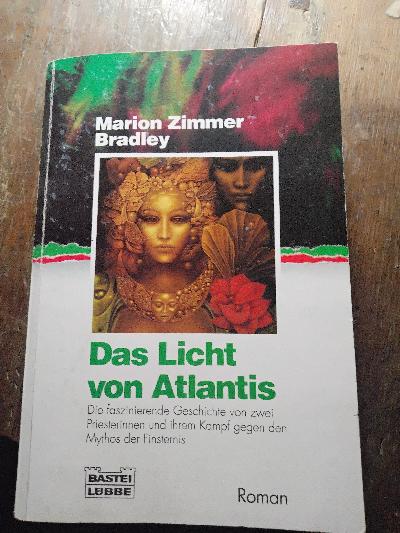 Marion Zimmer
Bradley
Das Licht
von Atlantis
Die faszinierende Geschichte von zwei
Priesterinnen und ihrem Kampf gegen den
Mythos der Finsternis
BASTEI
LÜBBE
Roman